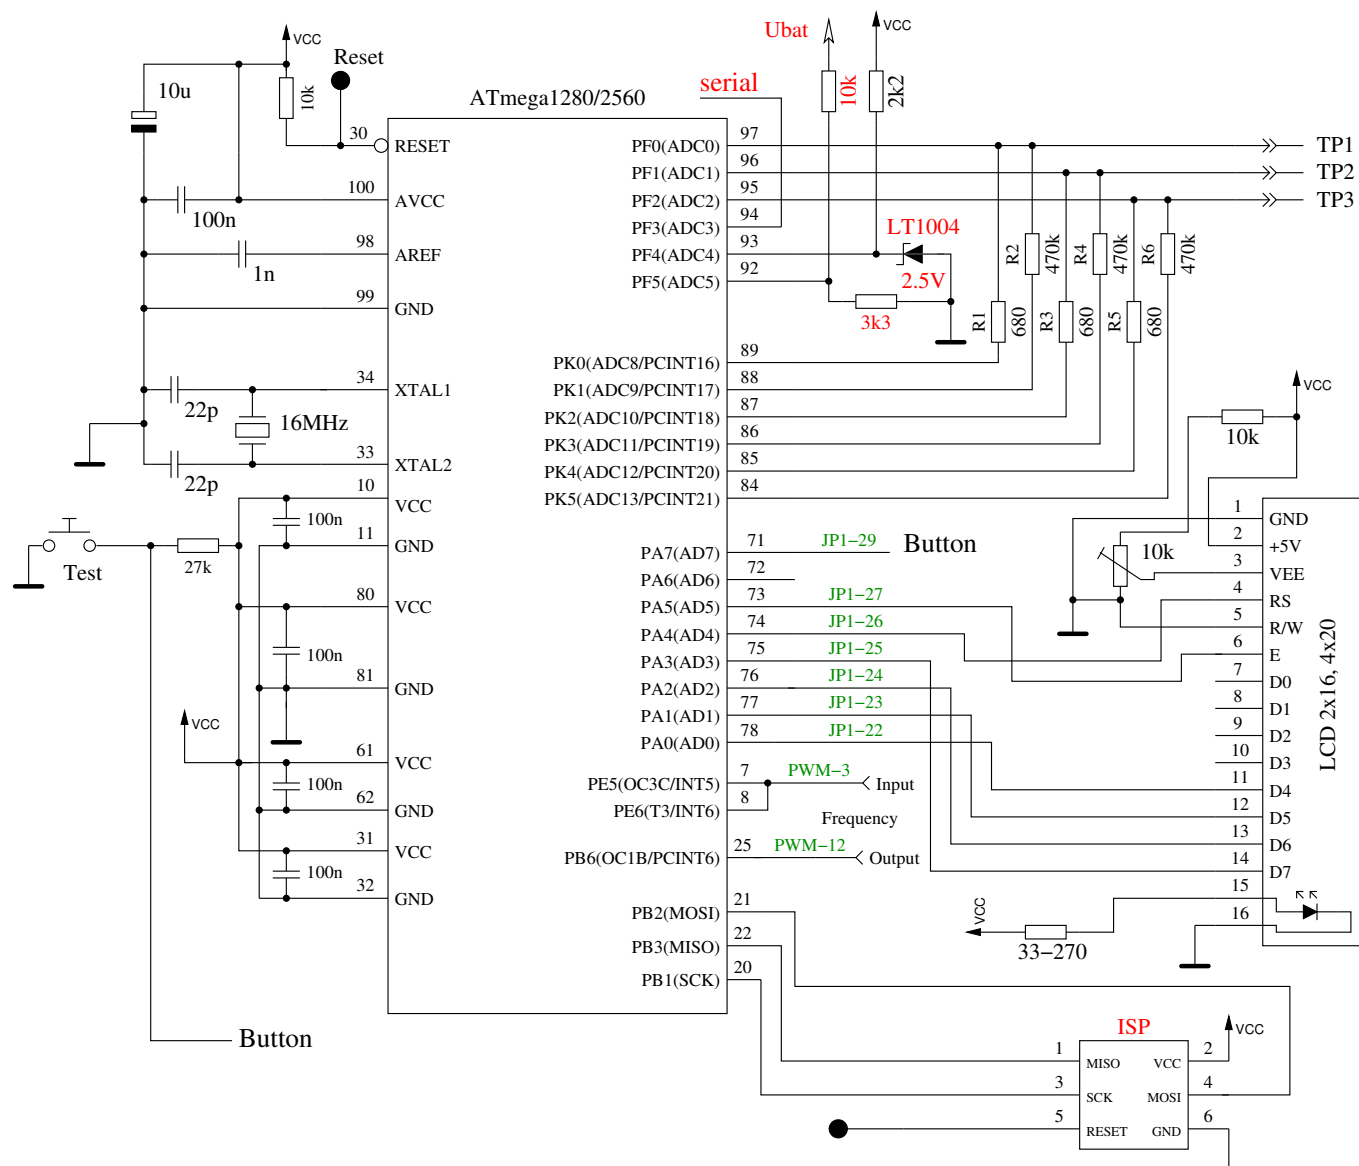 Ubat
VCC
VCC
Reset
10u
10k
serial
10k
2k2
ATmega1280/2560
30
RESET
PF0(ADC0)
97
TP1
PF1(ADC1)
96
TP2
100
AVCC
PF2(ADC2)
95
TP3
100n
PF3(ADC3)
94
LT1004
98
AREF
PF4(ADC4)
93
1n
PF5(ADC5)
92
2.5V
R2
470k
R4
470k
R6
470k
99
GND
3k3
R1
680
R3
680
R5
680
PK0(ADC8/PCINT16)
89
34
XTAL1
PK1(ADC9/PCINT17)
88
VCC
22p
PK2(ADC10/PCINT18)
87
16MHz
PK3(ADC11/PCINT19)
86
10k
33
XTAL2
PK4(ADC12/PCINT20)
85
22p
10
VCC
PK5(ADC13/PCINT21)
84
100n
1
GND
11
GND
PA7(AD7)
71
JP1-29
Button
2
+5V
Test
27k
10k
3
VEE
PA6(AD6)
72
80
VCC
PA5(AD5)
73
JP1-27
4
RS
PA4(AD4)
74
JP1-26
5
R/W
100n
PA3(AD3)
75
JP1-25
6
E
81
GND
PA2(AD2)
76
JP1-24
7
D0
VCC
PA1(AD1)
77
JP1-23
8
D1
PA0(AD0)
78
JP1-22
9
D2
LCD 2x16, 4x20
61
VCC
10
D3
100n
PE5(OC3C/INT5)
7
PWM-3
Input
11
D4
62
GND
PE6(T3/INT6)
8
Frequency
12
D5
31
VCC
PB6(OC1B/PCINT6)
25
PWM-12
Output
13
D6
100n
14
D7
32
GND
PB2(MOSI)
21
15
VCC
16
PB3(MISO)
22
33-270
PB1(SCK)
20
Button
ISP
VCC
1
MISO
VCC
2
3
SCK
MOSI
4
5
RESET
GND
6